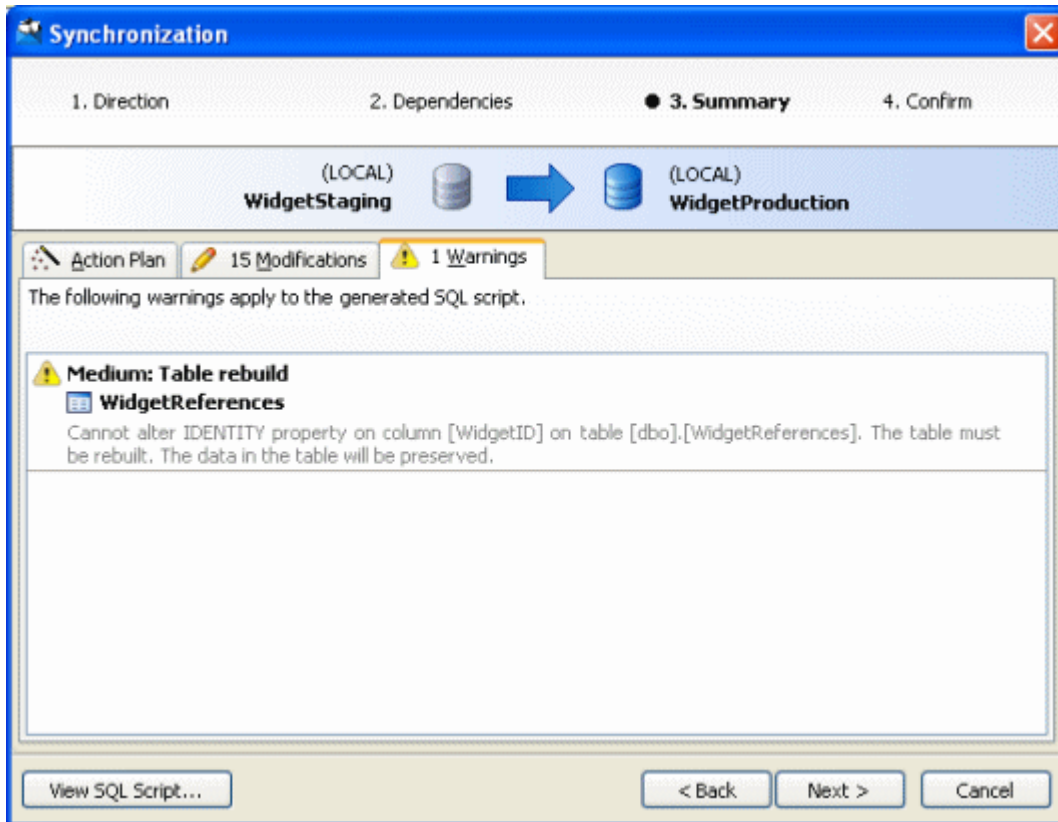 Synchronization
1. Direction 2. Dependencies ● 3. Summary 4. Confirm
(LOCAL) (LOCAL)
WidgetStaging WidgetProduction
Action Plan 15 Modifications 1 Warnings
The following warnings apply to the generated SQL script.
Medium: Table rebuild
WidgetReferences
Cannot alter IDENTITY property on column [WidgetID] on table [dbo].[WidgetReferences]. The table must
be rebuilt. The data in the table will be preserved.
View SQL Script... < Back Next > Cancel